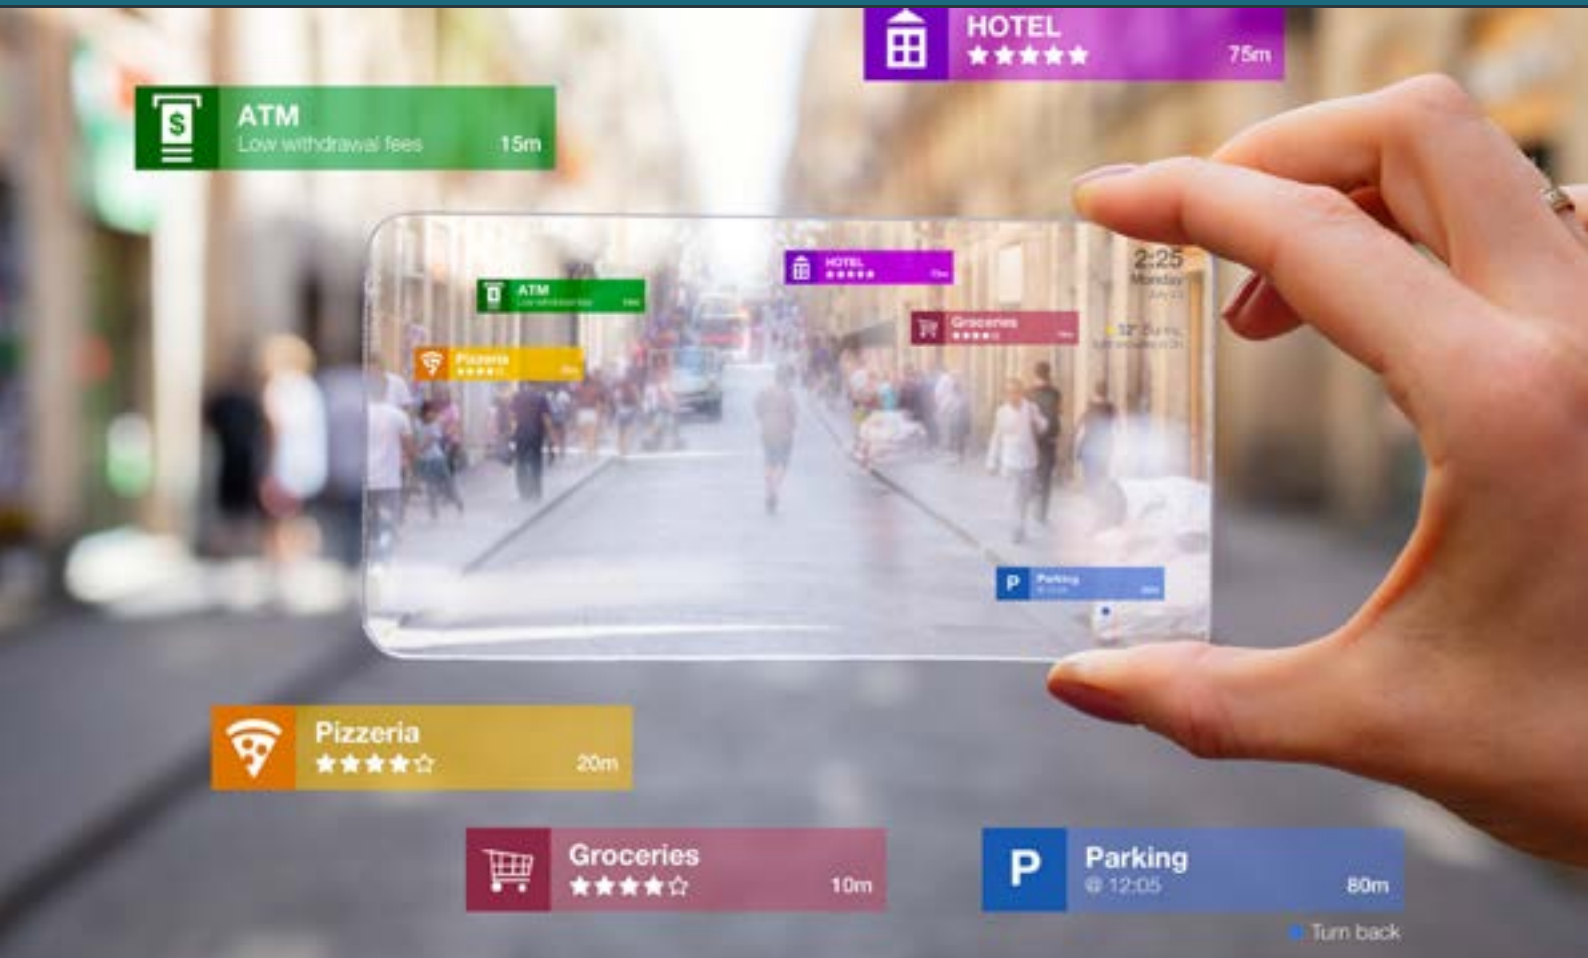 HOTEL
75m
ATM
Low withdrawal fees
15m
$
HOTEL
ATM
2:25
Monday
Groceries
Pizzeria
12°
P
Parking
Pizzeria
20m
Groceries
10m
P
Parking
@ 12:05
80m
Turn back